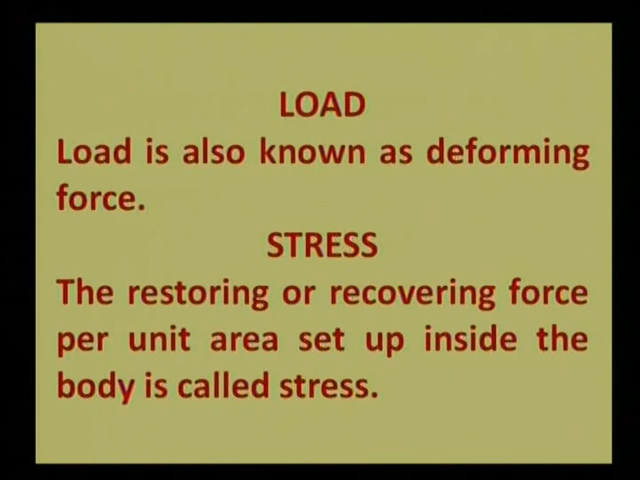 LOAD
Load is also known as deforming
force.
STRESS
The restoring or recovering force
per unit area set up inside the
body is called stress.